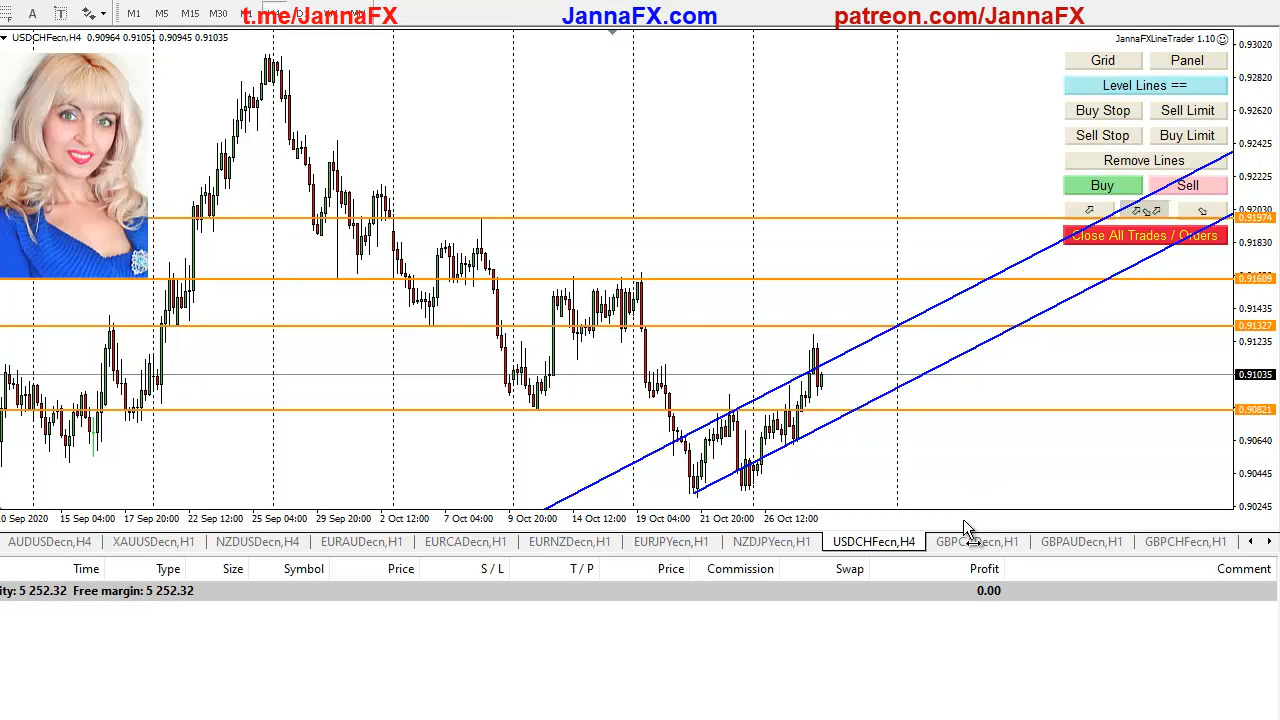 A T M1 M5 M15 M30
t.me/JannaFX JannaFX.com patreon.com/JannaFX
USDCHFecn,H4 0.90964 0.91051 0.90945 0.91035
JannaFXLineTrader 1.10
Grid Panel
Level Lines ==
Buy Stop Sell Limit
Sell Stop Buy Limit
Remove Lines
Buy Sell
Close All Trades / Orders
0.93020
0.92820
0.92620
0.92425
0.92225
0.92030
0.91974
0.91830
0.91609
0.91435
0.91327
0.91235
0.91035
0.90821
0.90640
0.90445
0.90245
0 Sep 2020 15 Sep 04:00 17 Sep 20:00 22 Sep 12:00 25 Sep 04:00 29 Sep 20:00 2 Oct 12:00 7 Oct 04:00 9 Oct 20:00 14 Oct 12:00 19 Oct 04:00 21 Oct 20:00 26 Oct 12:00
AUDUSDecn,H4 XAUUSDecn,H1 NZDUSDecn,H4 EURAUDecn,H1 EURCADecn,H1 EURNZDecn,H1 EURJPYecn,H1 NZDJPYecn,H1 USDCHFecn,H4 GBPAUDecn,H1 GBPCHFecn,H1
Time Type Size Symbol Price S / L T / P Price Commission Swap Profit Comment
ity: 5 252.32 Free margin: 5 252.32 0.00